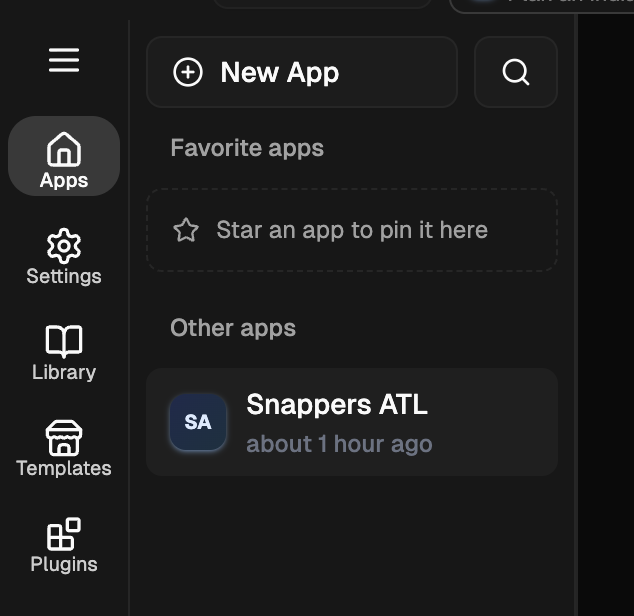 New App
Apps
Favorite apps
Star an app to pin it here
Settings
Other apps
Library
SA
Snappers ATL
about 1 hour ago
Templates
Plugins